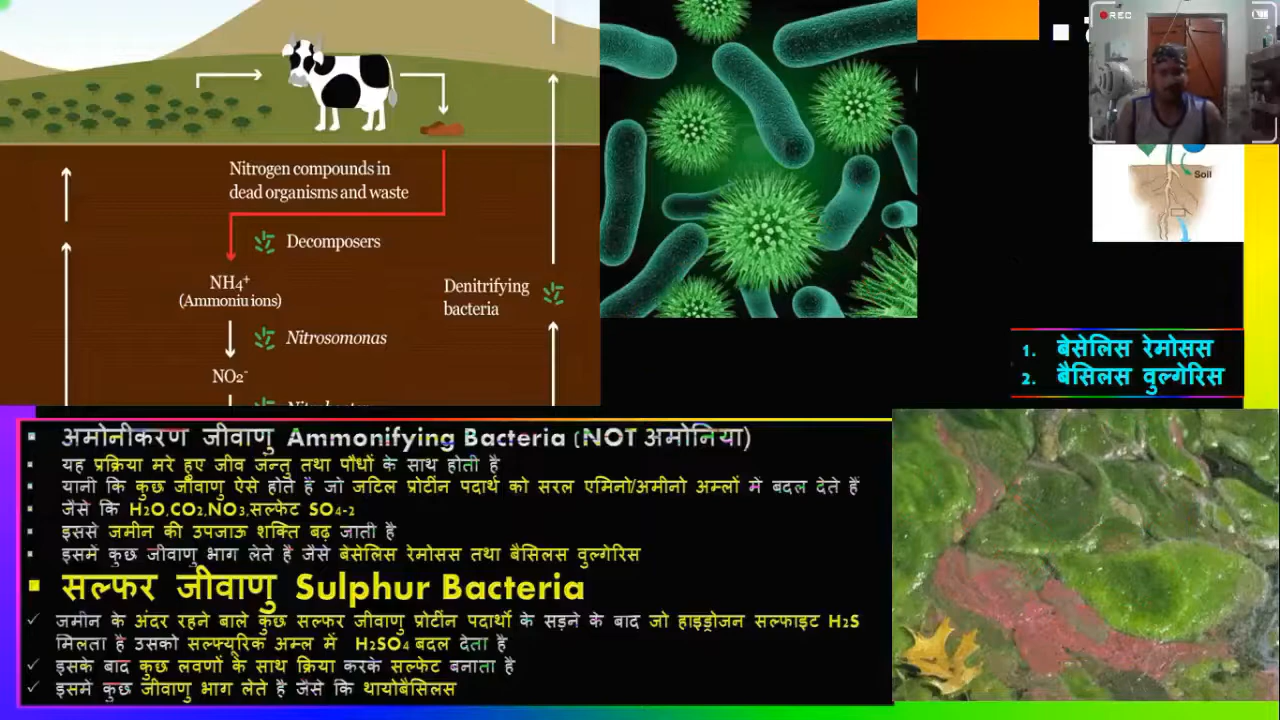 REC
Nitrogen compounds in
dead organisms and waste
Decomposers
NH4+
(Ammoniu ions)
Denitrifying
bacteria
Nitrosomonas
NO2-
Soil
1. बेसेलिस रेमोसस
2. बैसिलस वुल्गेरिस
अमोनीकरण जीवाणु Ammonifying Bacteria (NOT अमोनिया)
यह प्रक्रिया मरे हुए जीव जन्तु तथा पौधों के साथ होती है
यानी कि कुछ जीवाणु ऐसे होते है जो जटिल प्रोटीन पदार्थ को सरल एमिनो/अमीनो अम्लों में बदल देते है
जैसे कि H2O,CO2,NO3,सल्फेट SO4-2
इससे जमीन की उपजाऊ शक्ति बढ़ जाती है
इसमें कुछ जीवाणु भाग लेते है जैसे बेसेलिस रेमोसस तथा बैसिलस वुल्गेरिस
सल्फर जीवाणु Sulphur Bacteria
जमीन के अंदर रहने बाले कुछ सल्फर जीवाणु प्रोटीन पदार्थो के सड़ने के बाद जो हाइड्रोजन सल्फाइट H2S
मिलता है उसको सल्फ्यूरिक अम्ल में H2SO4 बदल देता है
इसके बाद कुछ लवणों के साथ क्रिया करके सल्फेट बनाता है
इसमें कुछ जीवाणु भाग लेते है जैसे कि थायोबैसिलस